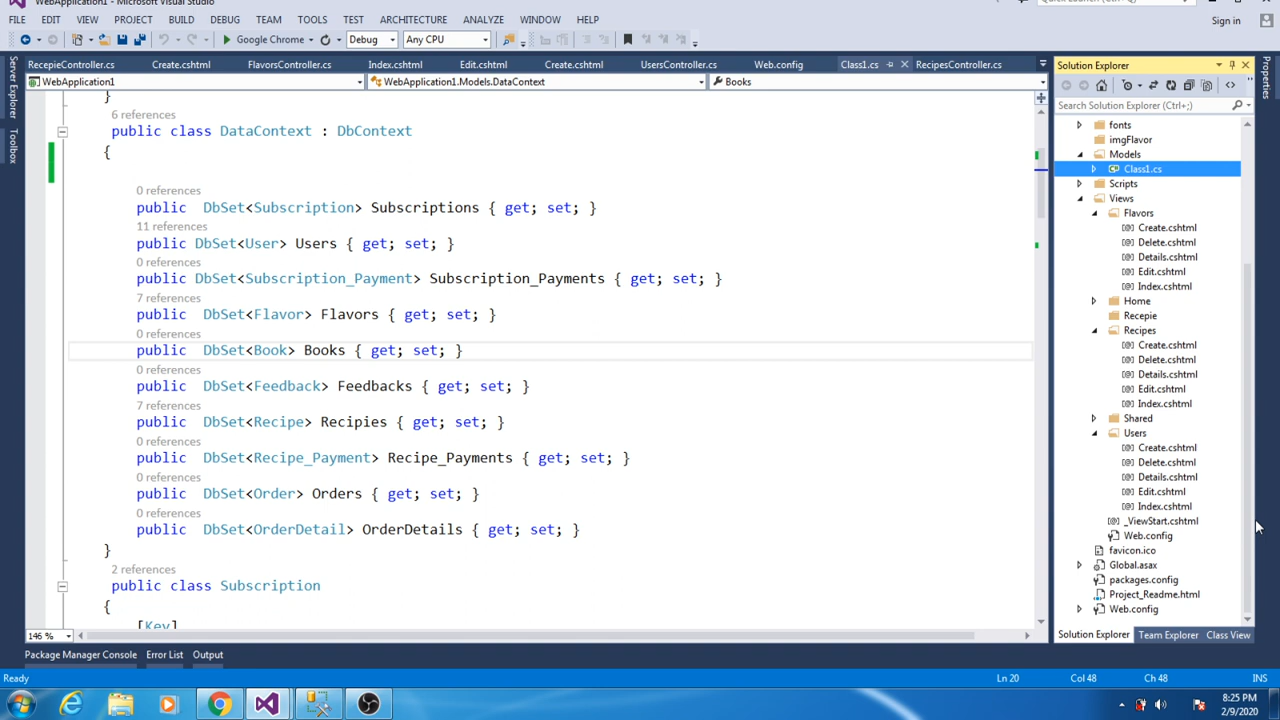 WebApplication1 - Microsoft Visual Studio
Quick Launch (Ctrl+;)
FILE EDIT VIEW PROJECT BUILD DEBUG TEAM TOOLS TEST ARCHITECTURE ANALYZE WINDOW HELP
Sign in
Google Chrome Debug Any CPU
Server Explorer
Toolbox
RecepieController.cs Create.cshtml FlavorsController.cs Index.cshtml Edit.cshtml Create.cshtml UsersController.cs Web.config Class1.cs RecipesController.cs
WebApplication1 WebApplication1.Models.DataContext Books
}
6 references
public class DataContext : DbContext
{
0 references
public DbSet<Subscription> Subscriptions { get; set; }
11 references
public DbSet<User> Users { get; set; }
0 references
public DbSet<Subscription_Payment> Subscription_Payments { get; set; }
7 references
public DbSet<Flavor> Flavors { get; set; }
0 references
public DbSet<Book> Books { get; set; }
0 references
public DbSet<Feedback> Feedbacks { get; set; }
7 references
public DbSet<Recipe> Recipies { get; set; }
0 references
public DbSet<Recipe_Payment> Recipe_Payments { get; set; }
0 references
public DbSet<Order> Orders { get; set; }
0 references
public DbSet<OrderDetail> OrderDetails { get; set; }
}
2 references
public class Subscription
{
[Key]
146 %
Solution Explorer
Search Solution Explorer (Ctrl+;)
fonts
imgFlavor
Models
Class1.cs
Scripts
Views
Flavors
Create.cshtml
Delete.cshtml
Details.cshtml
Edit.cshtml
Index.cshtml
Home
Recepie
Recipes
Create.cshtml
Delete.cshtml
Details.cshtml
Edit.cshtml
Index.cshtml
Shared
Users
Create.cshtml
Delete.cshtml
Details.cshtml
Edit.cshtml
Index.cshtml
_ViewStart.cshtml
Web.config
favicon.ico
Global.asax
packages.config
Project_Readme.html
Web.config
Solution Explorer Team Explorer Class View
Properties
Package Manager Console Error List Output
Ready Ln 20 Col 48 Ch 48 INS
8:25 PM
2/9/2020